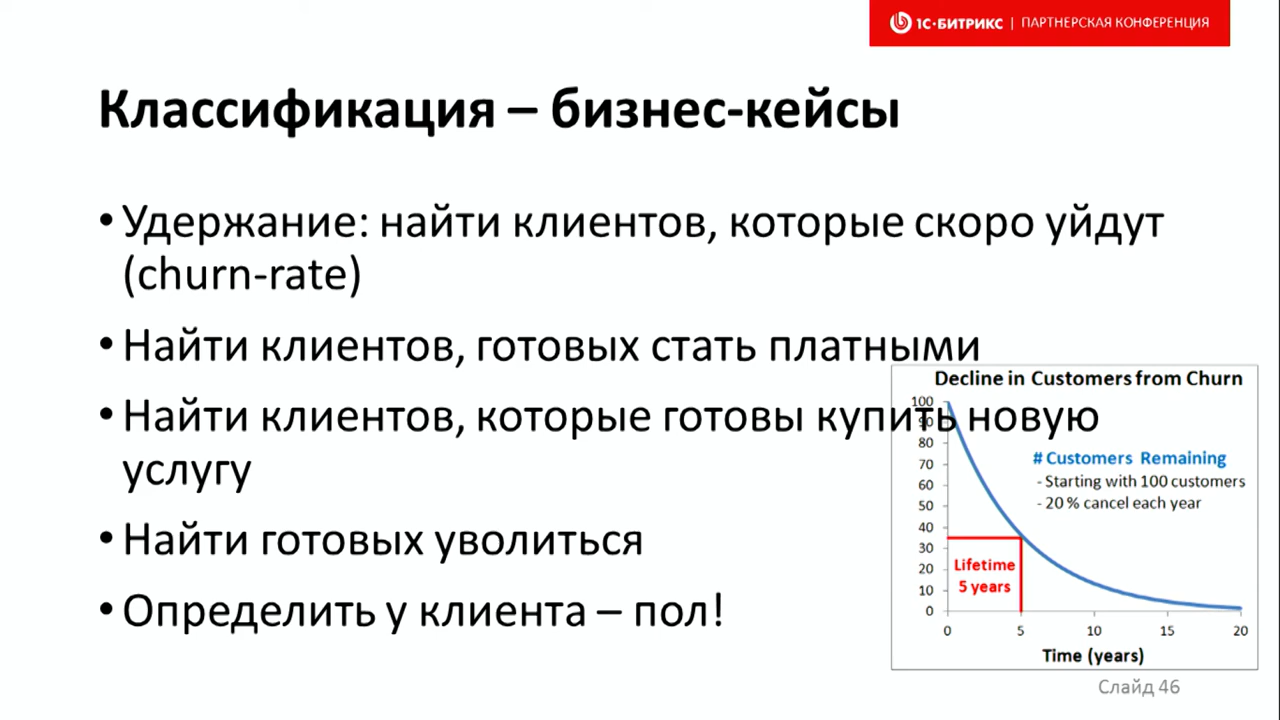 1С-БИТРИКС | ПАРТНЕРСКАЯ КОНФЕРЕНЦИЯ
Классификация – бизнес-кейсы
• Удержание: найти клиентов, которые скоро уйдут
(churn-rate)
• Найти клиентов, готовых стать платными
• Найти клиентов, которые готовы купить новую
услугу
• Найти готовых уволиться
• Определить у клиента – пол!
Decline in Customers from Churn
100
90
80
70
60
50
40
30
20
10
0
# Customers Remaining
- Starting with 100 customers
- 20 % cancel each year
Lifetime
5 years
0 5 10 15 20
Time (years)
Слайд 46